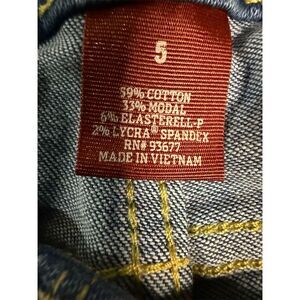 5
59% COTTON
33% MODAL
6% ELASTERELL-P
2% LYCRA® SPANDEX
RN# 93677
MADE IN VIETNAM